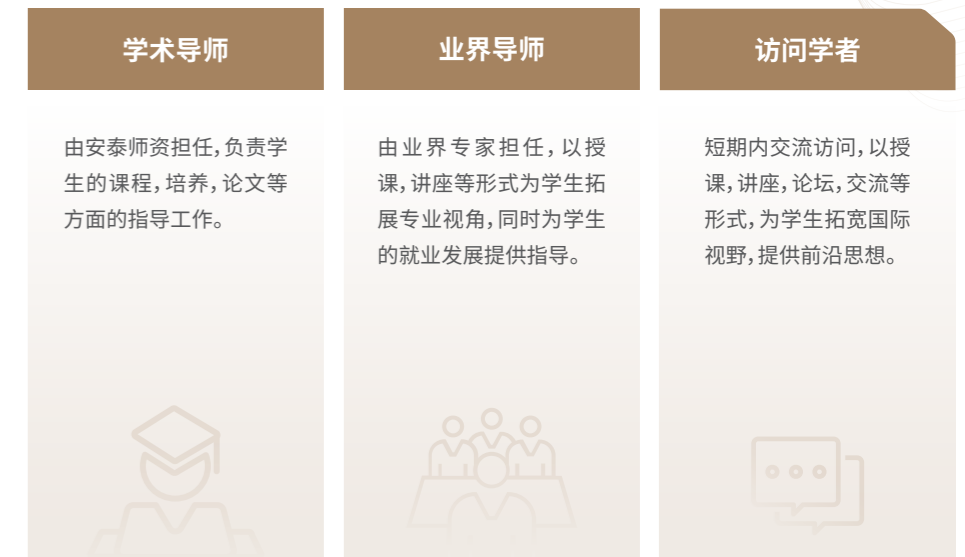 学术导师
由安泰师资担任,负责学
生的课程,培养,论文等
方面的指导工作。
业界导师
由业界专家担任,以授
课,讲座等形式为学生拓
展专业视角,同时为学生
的就业发展提供指导。
访问学者
短期内交流访问,以授
课,讲座,论坛,交流等
形式,为学生拓宽国际
视野,提供前沿思想。